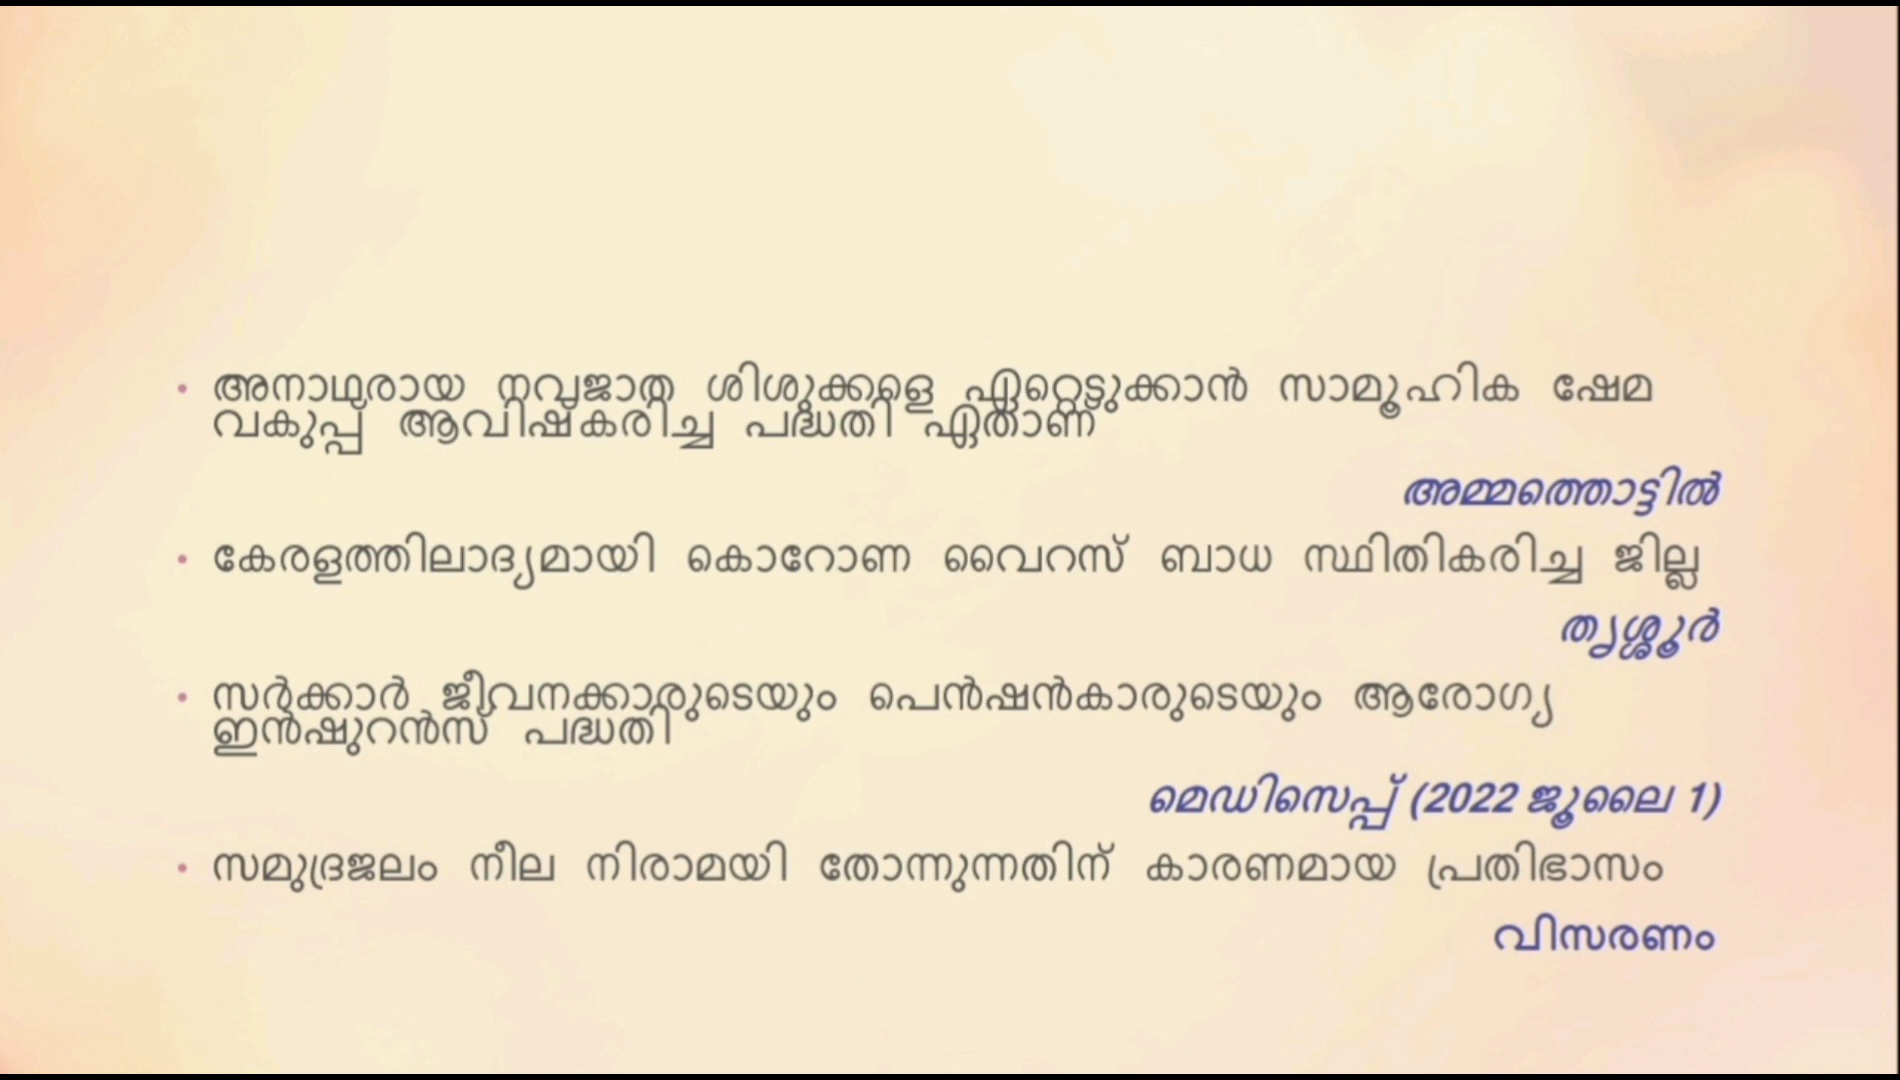 • അനാഥരായ നവജാത ശിശുക്കളെ ഏറ്റെടുക്കാൻ സാമൂഹിക ഷേമ
വകുപ്പ് ആവിഷ്കരിച്ച പദ്ധതി ഏതാണ്
അമ്മത്തൊട്ടിൽ
• കേരളത്തിലാദ്യമായി കൊറോണ വൈറസ് ബാധ സ്ഥിതികരിച്ച ജില്ല
തൃശ്ശൂർ
• സർക്കാർ ജീവനക്കാരുടെയും പെൻഷൻകാരുടെയും ആരോഗ്യ
ഇൻഷുറൻസ് പദ്ധതി
മെഡിസെപ്പ് (2022 ജൂലൈ 1)
• സമുദ്രജലം നീല നിരാമയി തോന്നുന്നതിന് കാരണമായ പ്രതിഭാസം
വിസരണം